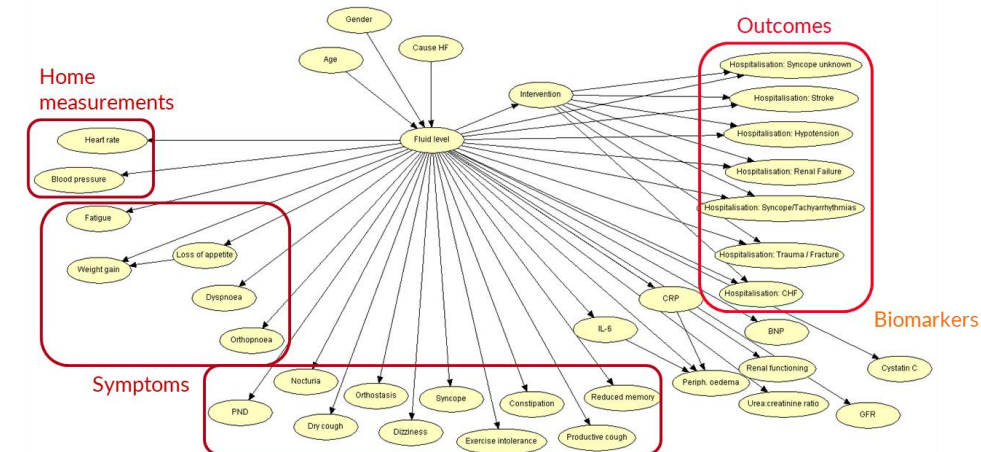 Gender
Outcomes
Age
Cause HF
Hospitalisation: Syncope unknown
Home
measurements
Intervention
Hospitalisation: Stroke
Heart rate
Fluid level
Hospitalisation: Hypotension
Blood pressure
Hospitalisation: Renal Failure
Fatigue
Hospitalisation: Syncope/Tachyarrhythmias
Loss of appetite
Hospitalisation: Trauma / Fracture
Weight gain
Dyspnoea
CRP
Hospitalisation: CHF
Biomarkers
Orthopnoea
IL-6
BNP
Symptoms
Nocturia
Periph. oedema
Renal functioning
Cystatin C
Orthostasis
Syncope
Constipation
Reduced memory
Urea:creatinine ratio
PND
GFR
Dry cough
Dizziness
Exercise intolerance
Productive cough